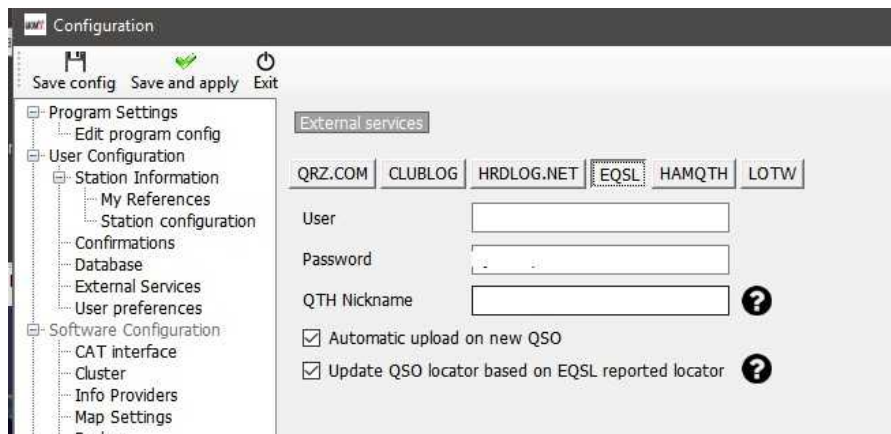 Configuration
Save config Save and apply Exit
Program Settings
Edit program config
User Configuration
Station Information
My References
Station configuration
Confirmations
Database
External Services
User preferences
Software Configuration
CAT interface
Cluster
Info Providers
Map Settings
External services
QRZ.COM CLUBLOG HRDLOG.NET EQSL HAMQTH LOTW
User
Password
QTH Nickname ?
Automatic upload on new QSO
Update QSO locator based on EQSL reported locator ?